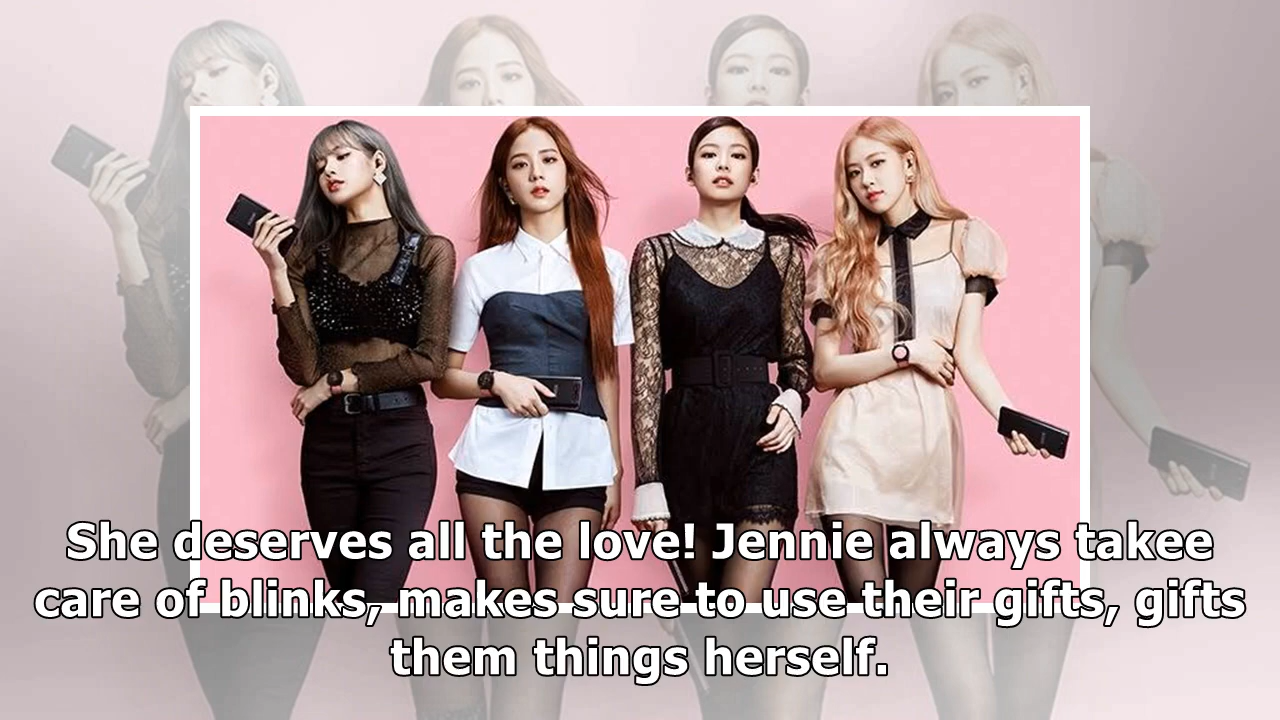 She deserves all the love! Jennie always takee
care of blinks, makes sure to use their gifts, gifts
them things herself.